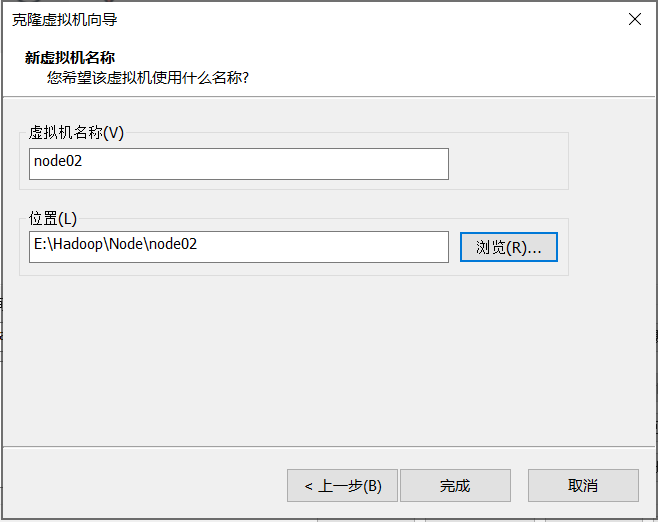 克隆虚拟机向导
新虚拟机名称
您希望该虚拟机使用什么名称?
虚拟机名称(V)
node02
位置(L)
E:\Hadoop\Node\node02
浏览(R)...
< 上一步(B)
完成
取消